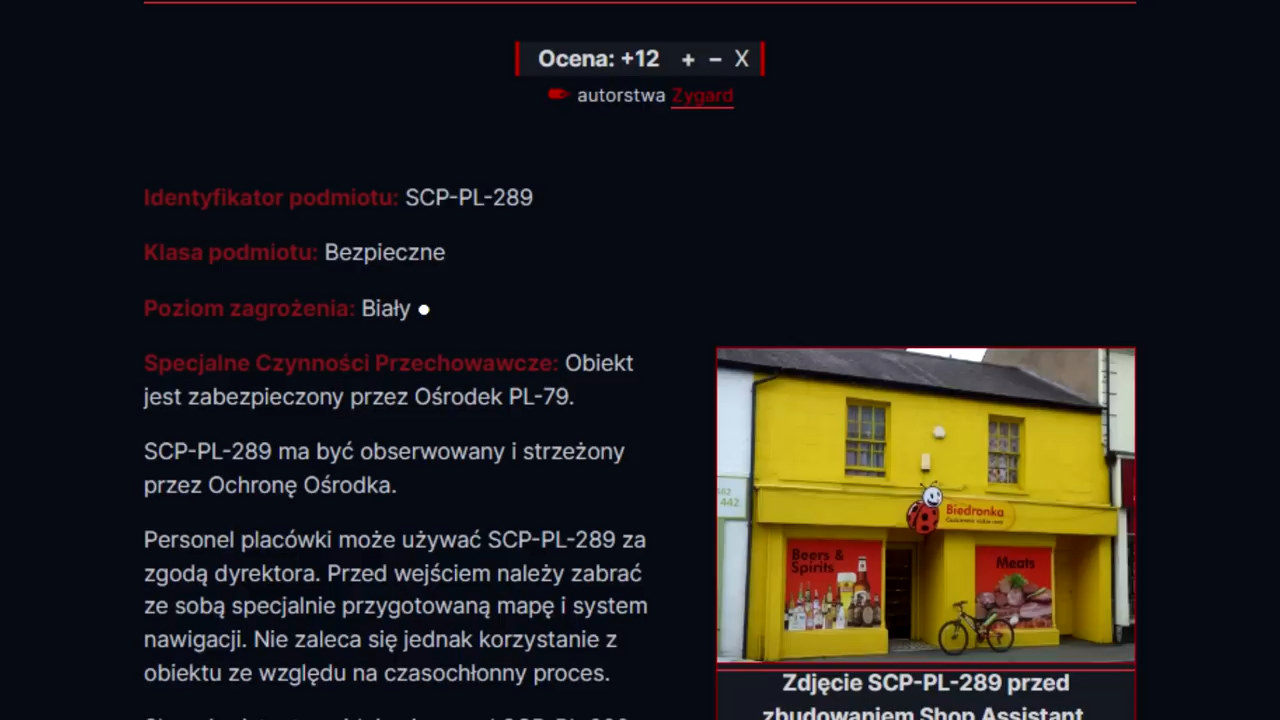 Ocena: +12 + − X
autorstwa Zygard
Identyfikator podmiotu: SCP-PL-289
Klasa podmiotu: Bezpieczne
Poziom zagrożenia: Biały
Specjalne Czynności Przechowawcze: Obiekt
jest zabezpieczony przez Ośrodek PL-79.
SCP-PL-289 ma być obserwowany i strzeżony
przez Ochronę Ośrodka.
Personel placówki może używać SCP-PL-289 za
zgodą dyrektora. Przed wejściem należy zabrać
ze sobą specjalnie przygotowaną mapę i system
nawigacji. Nie zaleca się jednak korzystanie z
obiektu ze względu na czasochłonny proces.
442
Biedronka
Beers &
Spirits
Meats
Zdjęcie SCP-PL-289 przed
zbudowaniem Shop Assistant